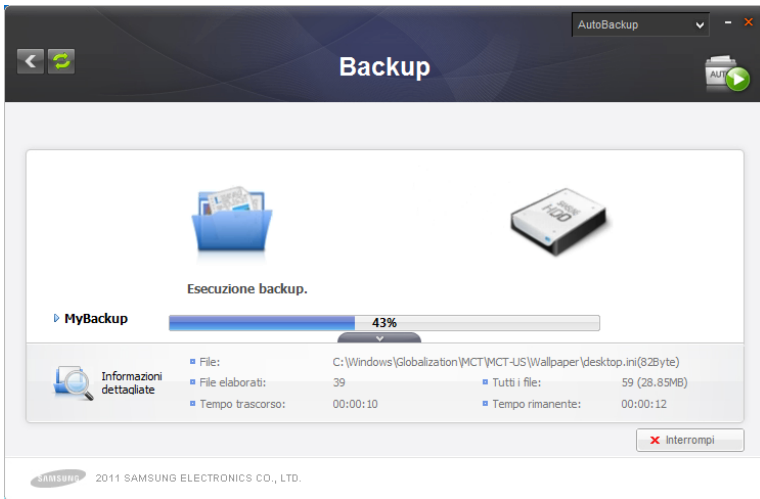 AutoBackup
Backup
AUTO
SAMSUNG
HDD
Esecuzione backup.
MyBackup
43%
Informazioni dettagliate
File: C:\Windows\Globalization\MCT\MCT-US\Wallpaper\desktop.ini(82Byte)
File elaborati: 39 Tutti i file: 59 (28.85MB)
Tempo trascorso: 00:00:10 Tempo rimanente: 00:00:12
Interrompi
SAMSUNG 2011 SAMSUNG ELECTRONICS CO., LTD.